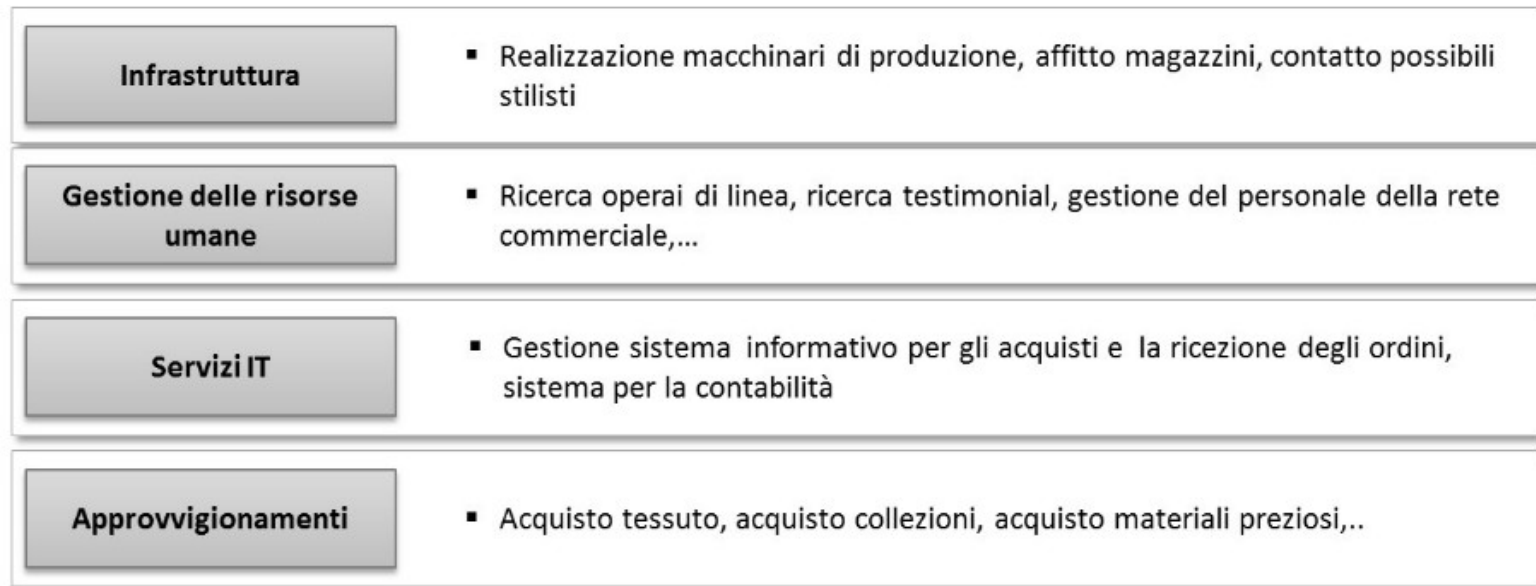 Infrastruttura
▪ Realizzazione macchinari di produzione, affitto magazzini, contatto possibili
stilisti
Gestione delle risorse
umane
▪ Ricerca operai di linea, ricerca testimonial, gestione del personale della rete
commerciale,...
Servizi IT
▪ Gestione sistema informativo per gli acquisti e la ricezione degli ordini,
sistema per la contabilità
Approvvigionamenti
▪ Acquisto tessuto, acquisto collezioni, acquisto materiali preziosi,..